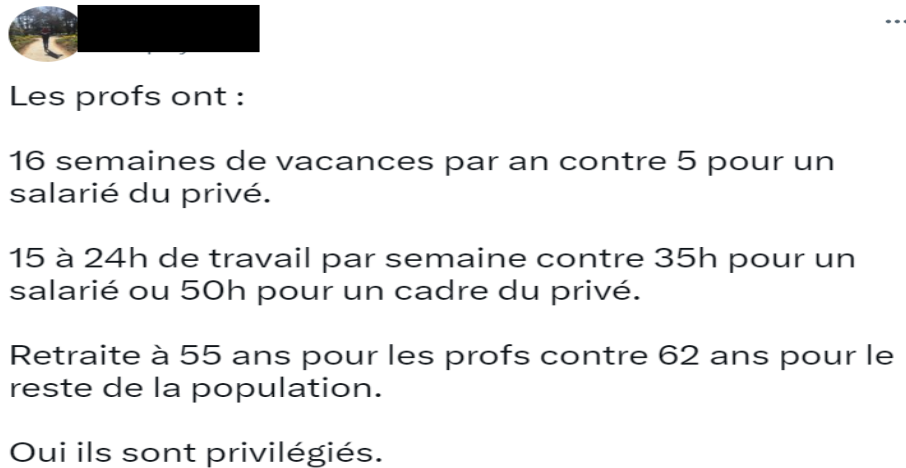 Les profs ont :
16 semaines de vacances par an contre 5 pour un
salarié du privé.
15 à 24h de travail par semaine contre 35h pour un
salarié ou 50h pour un cadre du privé.
Retraite à 55 ans pour les profs contre 62 ans pour le
reste de la population.
Oui ils sont privilégiés.